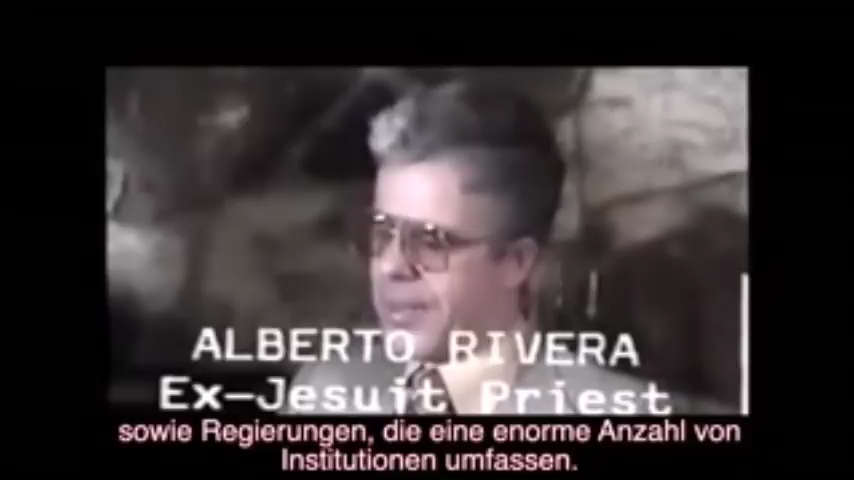 ALBERTO RIVERA
Ex-Jesuit Priest
sowie Regierungen, die eine enorme Anzahl von
Institutionen umfassen.